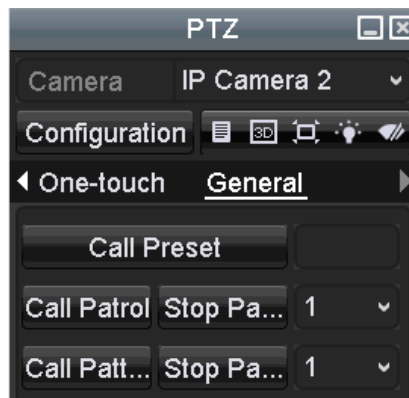 PTZ
Camera IP Camera 2
Configuration 3D
One-touch General
Call Preset
Call Patrol Stop Pa... 1
Call Patt... Stop Pa... 1